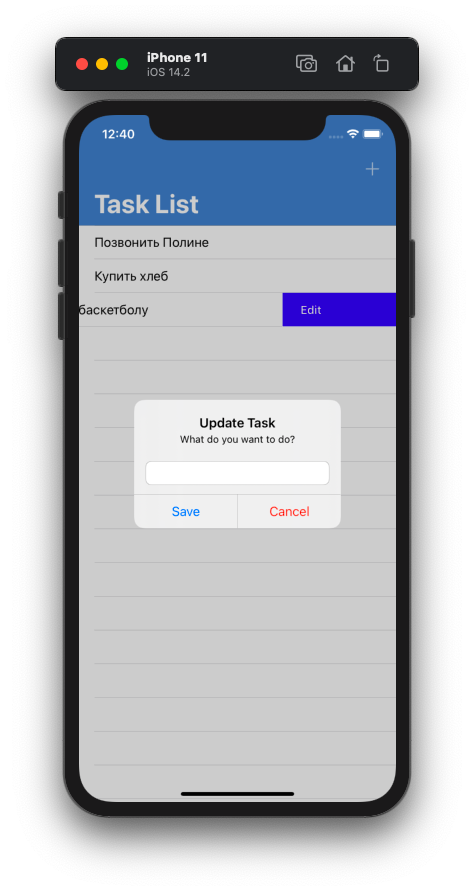 iPhone 11
iOS 14.2
12:40
Task List
Позвонить Полине
Купить хлеб
баскетболу
Edit
Update Task
What do you want to do?
Save
Cancel